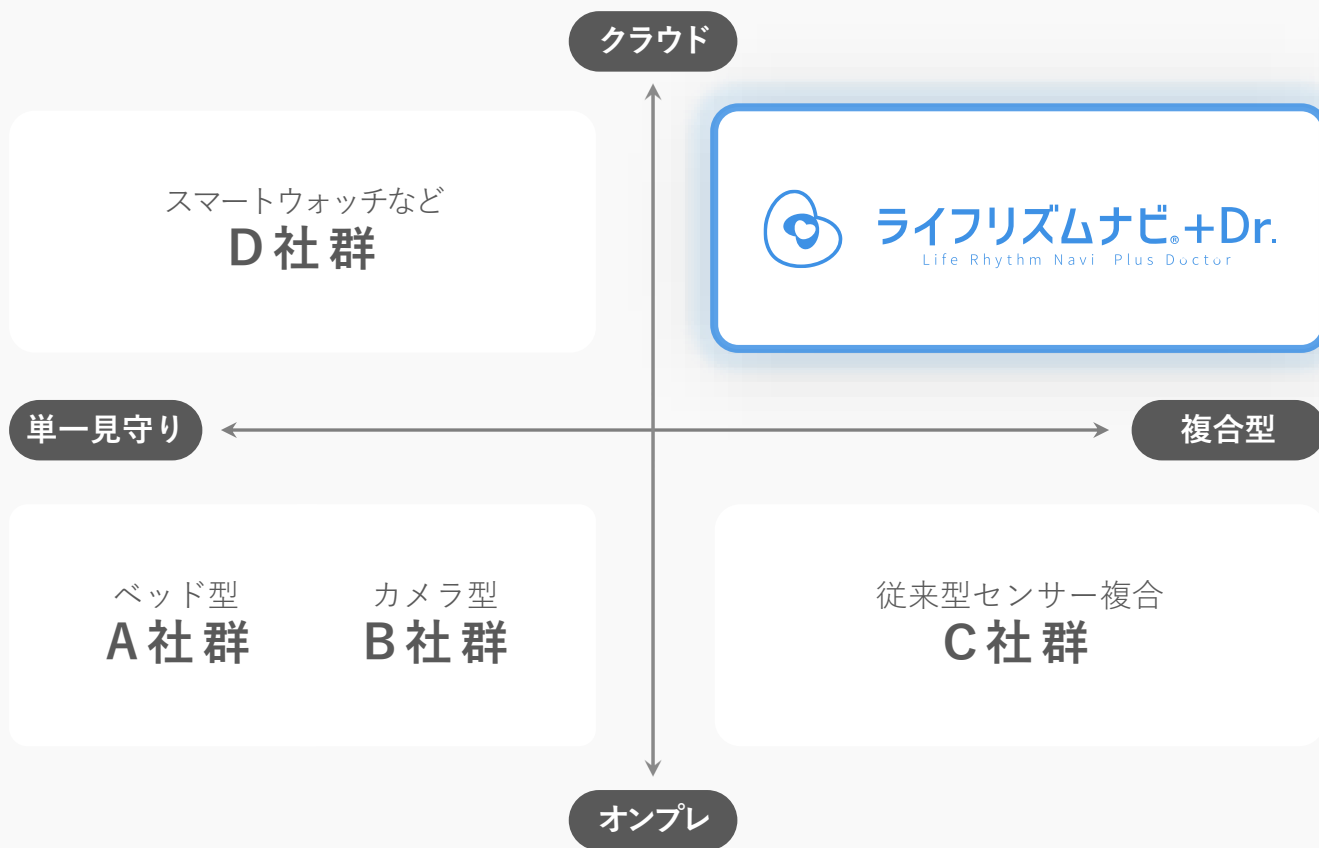 クラウド
スマートウォッチなど
D社群
ライフリズムナビ®+Dr.
Life Rhythm Navi Plus Doctor
単一見守り
複合型
ベッド型
A社群
カメラ型
B社群
従来型センサー複合
C社群
オンプレ